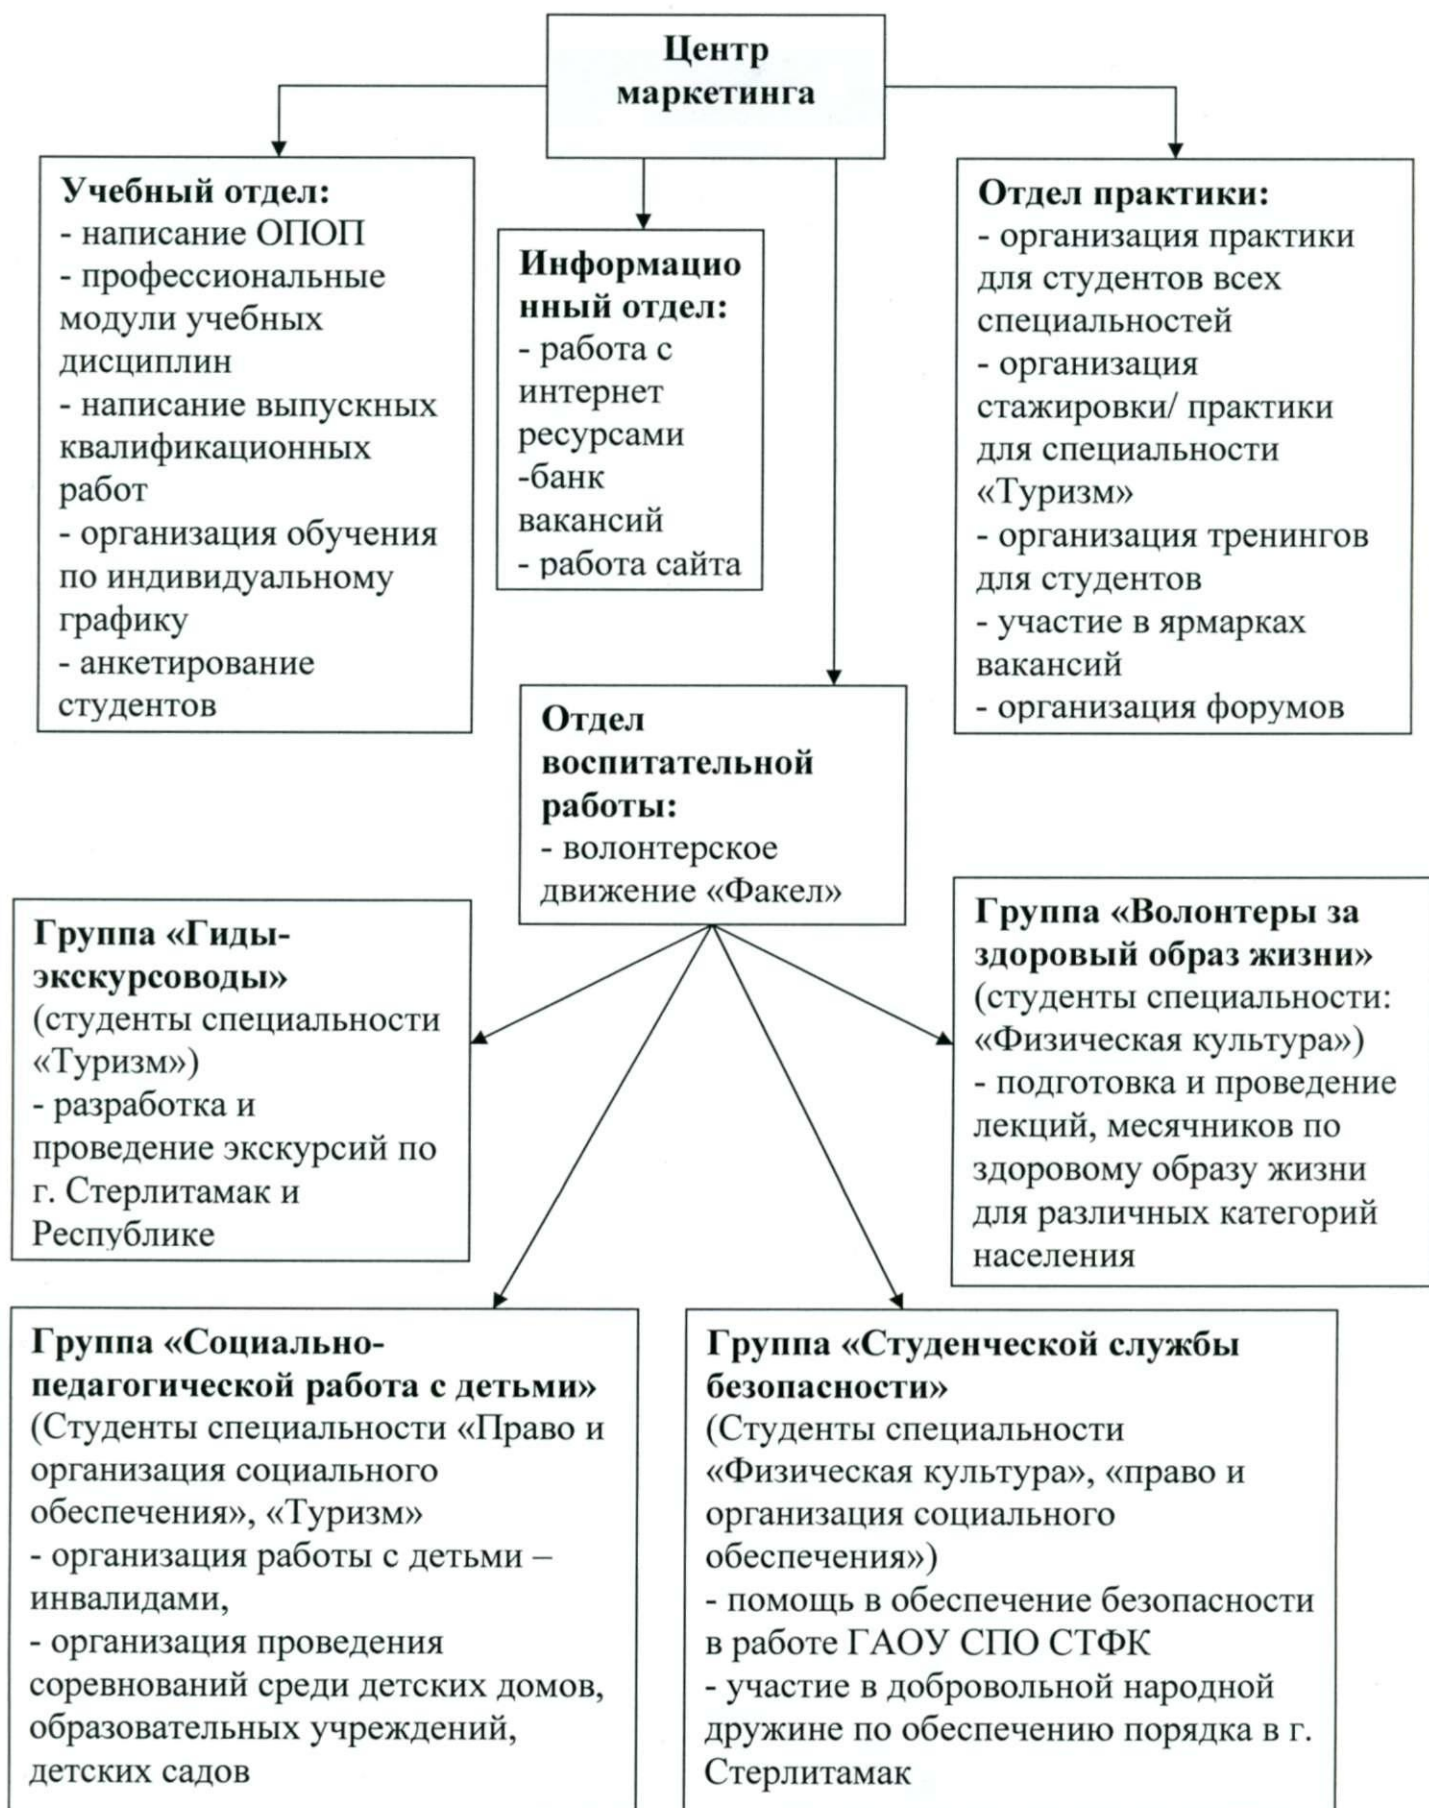 Центр
маркетинга
Учебный отдел:
- написание ОПОП
- профессиональные
модули учебных
дисциплин
- написание выпускных
квалификационных
работ
- организация обучения
по индивидуальному
графику
- анкетирование
студентов
Информацио
нный отдел:
- работа с
интернет
ресурсами
-банк
вакансий
- работа сайта
Отдел практики:
- организация практики
для студентов всех
специальностей
- организация
стажировки/ практики
для специальности
«Туризм»
- организация тренингов
для студентов
- участие в ярмарках
вакансий
- организация форумов
Отдел
воспитательной
работы:
- волонтерское
движение «Факел»
Группа «Гиды-
экскурсоводы»
(студенты специальности
«Туризм»)
- разработка и
проведение экскурсий по
г. Стерлитамак и
Республике
Группа «Волонтеры за
здоровый образ жизни»
(студенты специальности:
«Физическая культура»)
- подготовка и проведение
лекций, месячников по
здоровому образу жизни
для различных категорий
населения
Группа «Социально-
педагогической работа с детьми»
(Студенты специальности «Право и
организация социального
обеспечения», «Туризм»
- организация работы с детьми –
инвалидами,
- организация проведения
соревнований среди детских домов,
образовательных учреждений,
детских садов
Группа «Студенческой службы
безопасности»
(Студенты специальности
«Физическая культура», «право и
организация социального
обеспечения»)
- помощь в обеспечение безопасности
в работе ГАОУ СПО СТФК
- участие в добровольной народной
дружине по обеспечению порядка в г.
Стерлитамак